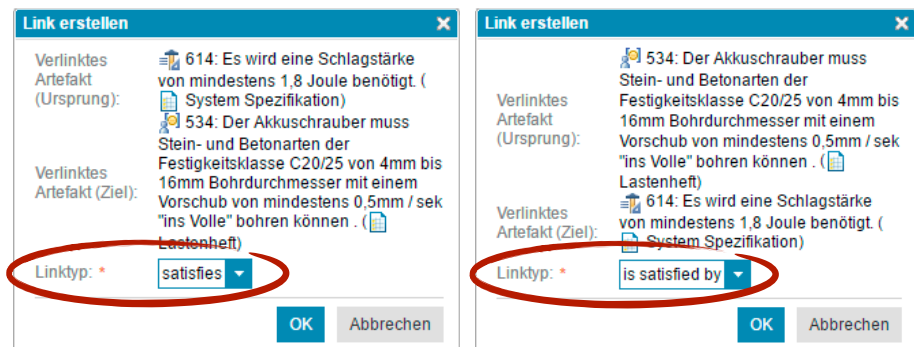 Link erstellen
Verlinktes
Artefakt
(Ursprung):
614: Es wird eine Schlagstärke
von mindestens 1,8 Joule benötigt. (
System Spezifikation)
Verlinktes
Artefakt (Ziel):
534: Der Akkuschrauber muss
Stein- und Betonarten der
Festigkeitsklasse C20/25 von 4mm bis
16mm Bohrdurchmesser mit einem
Vorschub von mindestens 0,5mm / sek
"ins Volle" bohren können . (
Lastenheft)
Linktyp: * satisfies
OK Abbrechen
Link erstellen
Verlinktes
Artefakt
(Ursprung):
534: Der Akkuschrauber muss
Stein- und Betonarten der
Festigkeitsklasse C20/25 von 4mm bis
16mm Bohrdurchmesser mit einem
Vorschub von mindestens 0,5mm / sek
"ins Volle" bohren können . (
Lastenheft)
Verlinktes
Artefakt (Ziel):
614: Es wird eine Schlagstärke
von mindestens 1,8 Joule benötigt. (
System Spezifikation)
Linktyp: * is satisfied by
OK Abbrechen